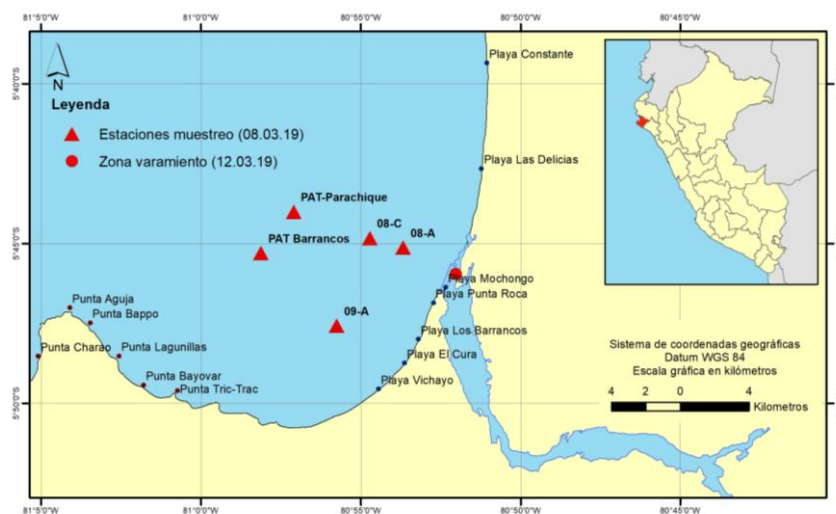 81°5'0"W 81°0'0"W 80°55'0"W 80°50'0"W 80°45'0"W
5°40'0"S
5°45'0"S
5°50'0"S
N
Leyenda
Estaciones muestreo (08.03.19)
Zona varamiento (12.03.19)
Playa Constante
Playa Las Delicias
PAT-Parachique
08-C
08-A
PAT Barrancos
Playa Mochongo
Playa Punta Roca
09-A
Punta Aguja
Punta Bappo
Punta Charao
Punta Lagunillas
Playa Los Barrancos
Playa El Cura
Punta Bayovar
Punta Tric-Trac
Playa Vichayo
Sistema de coordenadas geográficas
Datum WGS 84
Escala gráfica en kilómetros
4 2 0 4
Kilometros
81°5'0"W 81°0'0"W 80°55'0"W 80°50'0"W 80°45'0"W